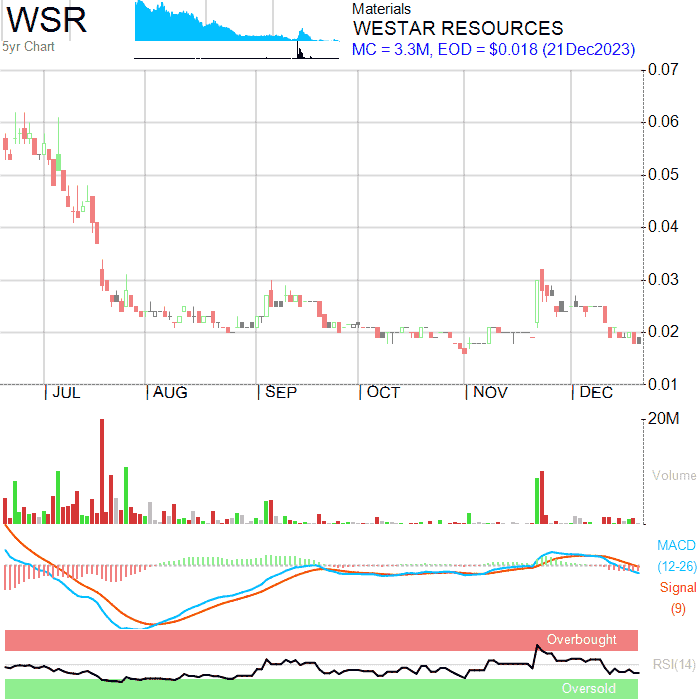 WSR
5yr Chart
Materials
WESTAR RESOURCES
MC = 3.3M, EOD = $0.018 (21Dec2023)
0.07
0.06
0.05
0.04
0.03
0.02
0.01
JUL AUG SEP OCT NOV DEC
20M
Volume
MACD
(12-26)
Signal
(9)
Overbought
RSI(14)
Oversold